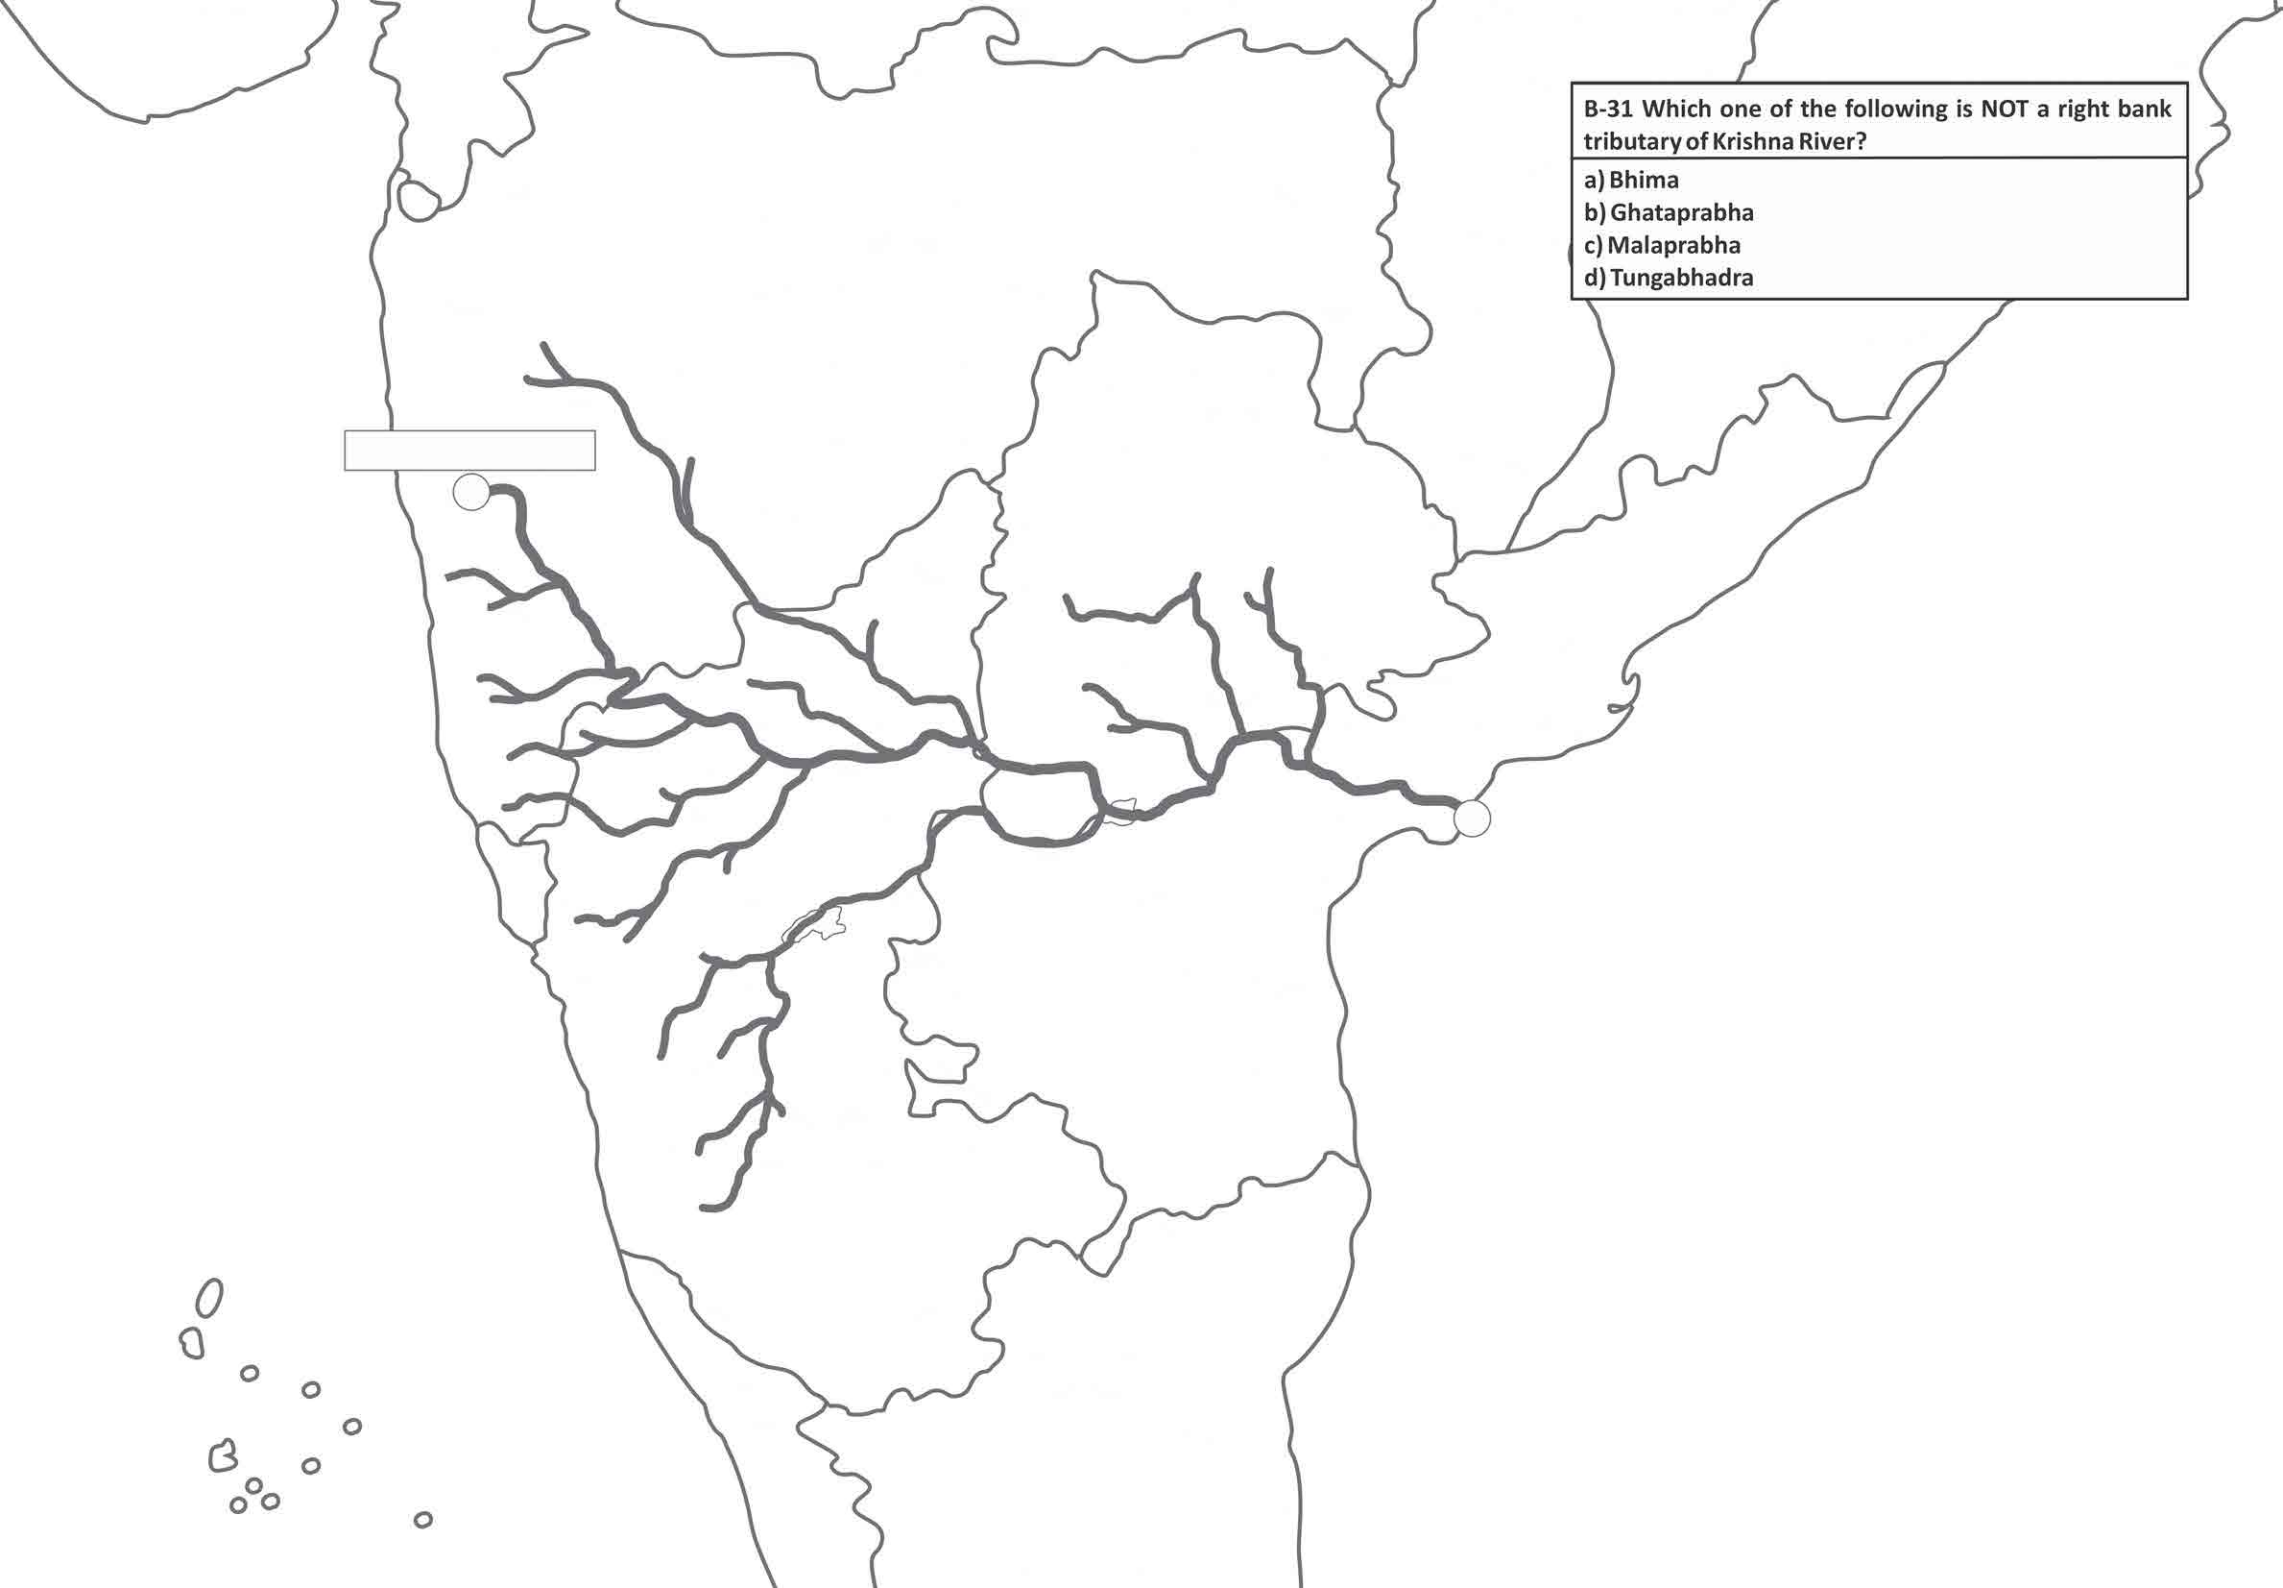 B-31 Which one of the following is NOT a right bank
tributary of Krishna River?
a) Bhima
b) Ghataprabha
c) Malaprabha
d) Tungabhadra